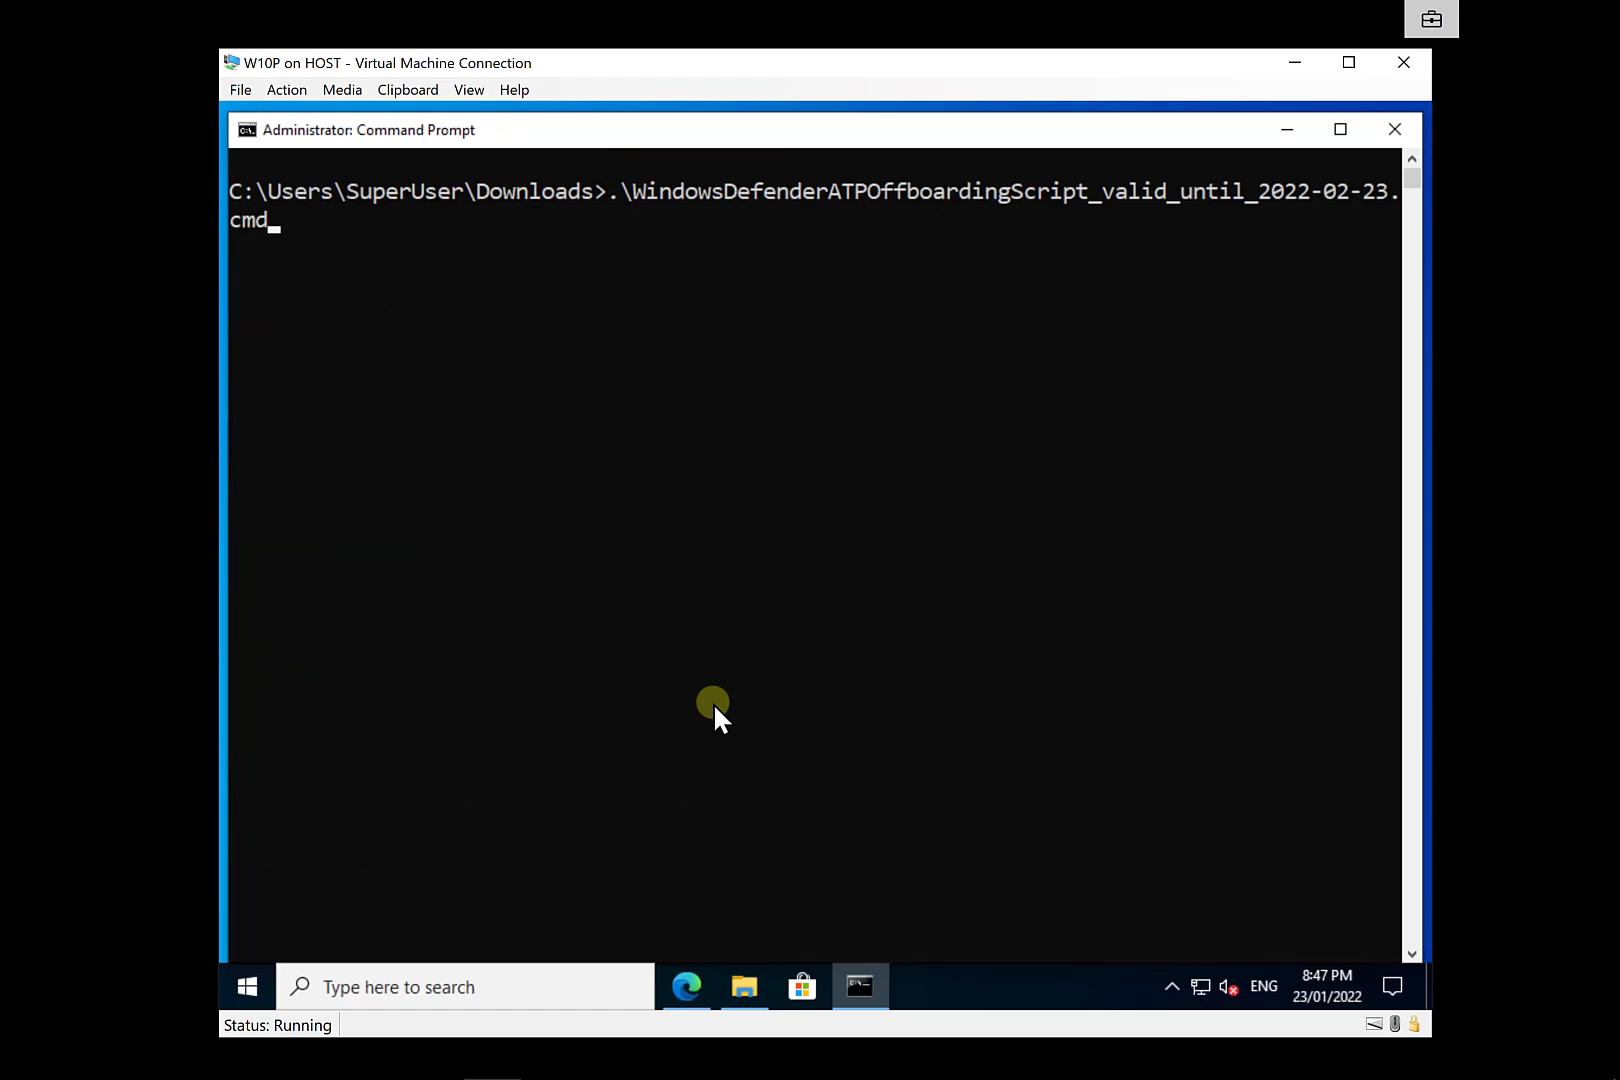 W10P on HOST - Virtual Machine Connection
File Action Media Clipboard View Help
Administrator: Command Prompt
C:\Users\SuperUser\Downloads>.\WindowsDefenderATPOffboardingScript_valid_until_2022-02-23.
cmd
Type here to search
ENG
8:47 PM
23/01/2022
Status: Running